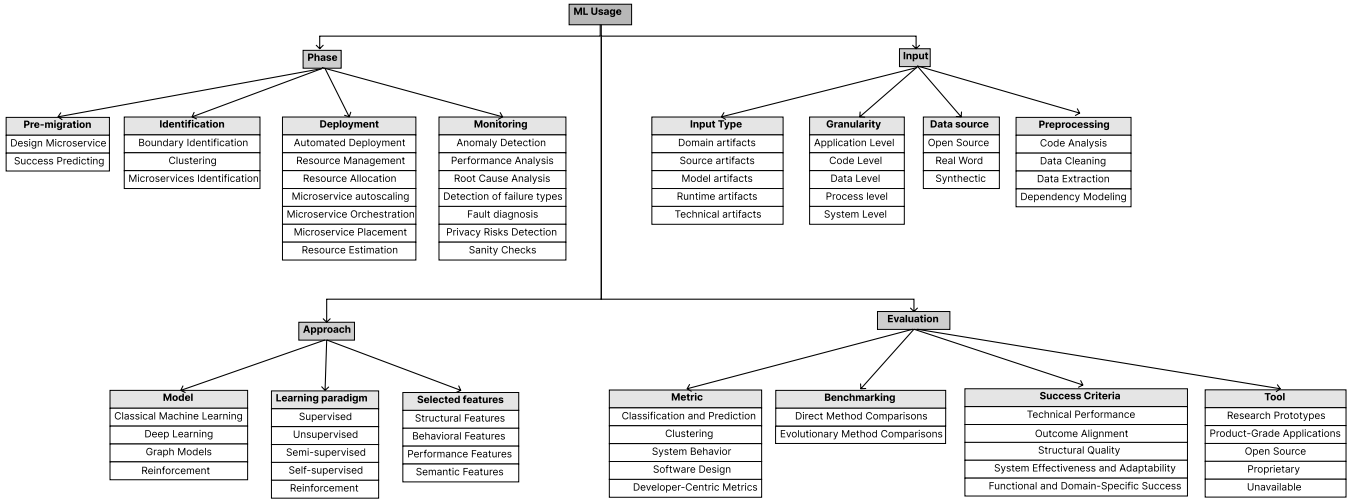 ML Usage
Phase
Input
Pre-migration
Design Microservice
Success Predicting
Identification
Boundary Identification
Clustering
Microservices Identification
Deployment
Automated Deployment
Resource Management
Resource Allocation
Microservice autoscaling
Microservice Orchestration
Microservice Placement
Resource Estimation
Monitoring
Anomaly Detection
Performance Analysis
Root Cause Analysis
Detection of failure types
Fault diagnosis
Privacy Risks Detection
Sanity Checks
Input Type
Domain artifacts
Source artifacts
Model artifacts
Runtime artifacts
Technical artifacts
Granularity
Application Level
Code Level
Data Level
Process level
System Level
Data source
Open Source
Real Word
Synthectic
Preprocessing
Code Analysis
Data Cleaning
Data Extraction
Dependency Modeling
Approach
Evaluation
Model
Classical Machine Learning
Deep Learning
Graph Models
Reinforcement
Learning paradigm
Supervised
Unsupervised
Semi-supervised
Self-supervised
Reinforcement
Selected features
Structural Features
Behavioral Features
Performance Features
Semantic Features
Metric
Classification and Prediction
Clustering
System Behavior
Software Design
Developer-Centric Metrics
Benchmarking
Direct Method Comparisons
Evolutionary Method Comparisons
Success Criteria
Technical Performance
Outcome Alignment
Structural Quality
System Effectiveness and Adaptability
Functional and Domain-Specific Success
Tool
Research Prototypes
Product-Grade Applications
Open Source
Proprietary
Unavailable